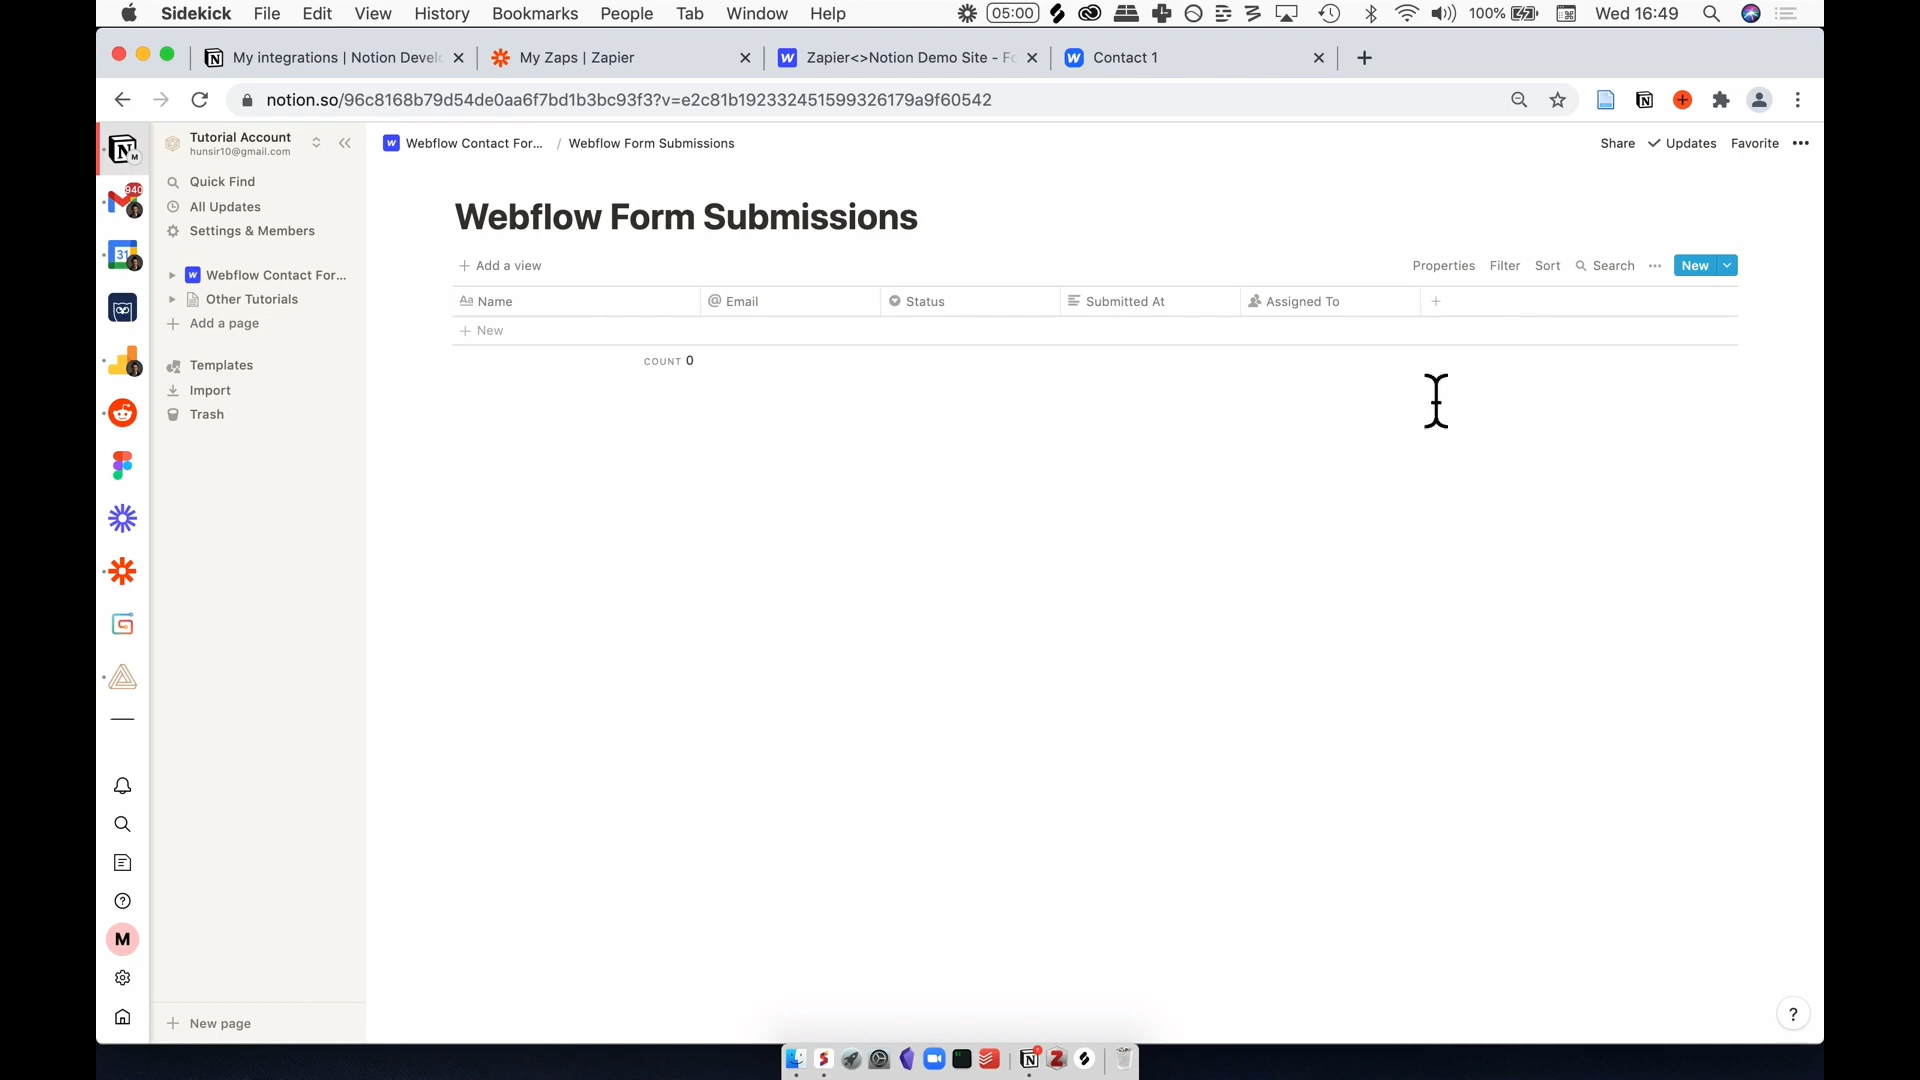 Sidekick File Edit View History Bookmarks People Tab Window Help 05:00 100% Wed 16:49
My integrations | Notion Devel My Zaps | Zapier Zapier<>Notion Demo Site - Fo Contact 1
notion.so/96c8168b79d54de0aa6f7bd1b3bc93f3?v=e2c81b192332451599326179a9f60542
Tutorial Account
hunsir10@gmail.com
Webflow Contact For... / Webflow Form Submissions
Share Updates Favorite
940
31
Quick Find
All Updates
Settings & Members
Webflow Contact For...
Other Tutorials
Add a page
Templates
Import
Trash
Webflow Form Submissions
Add a view
Properties Filter Sort Search New
Aa Name @ Email Status Submitted At Assigned To
New
COUNT 0
M
New page
?